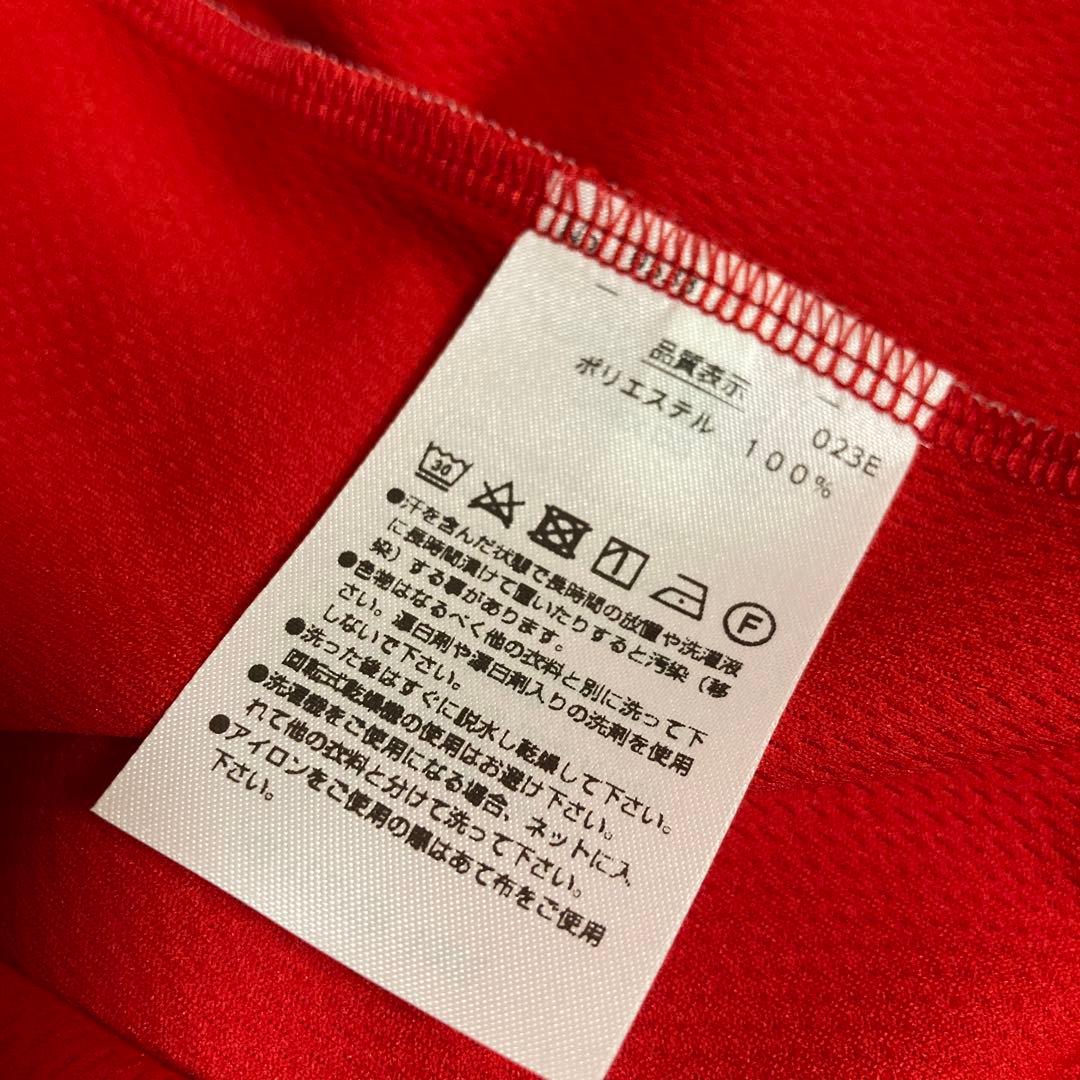 品質表示
023E
ポリエステル 100%
30
F
●汗を含んだ状態で長時間の放置や洗濯液
に長時間漬けて置いたりすると汚染(移
染)する事があります。
●色物はなるべく他の衣料と別に洗って下
さい。漂白剤や漂白剤入りの洗剤を使用
しないで下さい。
●洗った後はすぐに脱水し乾燥して下さい。
回転式乾燥機の使用はお避け下さい。
●洗濯機をご使用になる場合、ネットに入
れて他の衣料と分けて洗って下さい。
●アイロンをご使用の際はあて布をご使用
下さい。